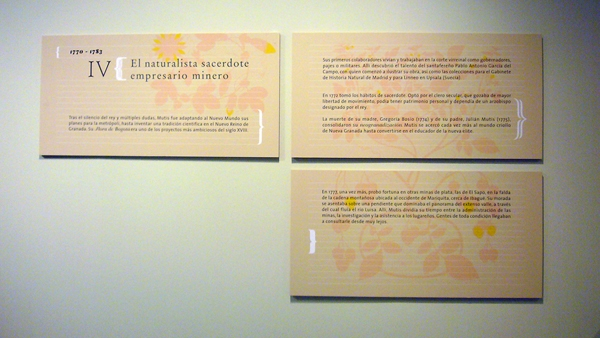 1770 - 1783
IV
El naturalista sacerdote
empresario minero
Tras el silencio del rey y múltiples dudas, Mutis fue adaptando al Nuevo Mundo sus
planes para la metrópoli, hasta inventar una tradición científica en el Nuevo Reino de
Granada. Su Flora de Bogotá era uno de los proyectos más ambiciosos del siglo XVIII.
Sus primeros colaboradores vivían y trabajaban en la corte virreinal como gobernadores,
pajes o militares. Allí descubrió el talento del santafereño Pablo Antonio García del
Campo, con quien comenzó a ilustrar su obra, así como las colecciones para el Gabinete
de Historia Natural de Madrid y para Linneo en Upsala (Suecia).
En 1772 tomó los hábitos de sacerdote. Optó por el clero secular, que gozaba de mayor
libertad de movimiento, podía tener patrimonio personal y dependía de un arzobispo
designado por el rey.
La muerte de su madre, Gregoria Bosio (1774) y de su padre, Julián Mutis (1775),
consolidaron su Mutis se acercó cada vez más al mundo criollo
de Nueva Granada hasta convertirse en el educador de la nueva élite.
En 1777, una vez más, probó fortuna en otras minas de plata, las de El Sapo, en la falda
de la cadena montañosa ubicada al occidente de Mariquita, cerca de Ibagué. Su morada
se asentaba sobre una pendiente que dominaba el panorama del extenso valle, a través
del cual fluía el río Luisa. Allí, Mutis dividía su tiempo entre la administración de las
minas, la investigación y la asistencia a los lugareños. Gentes de toda condición llegaban
a consultarle desde muy lejos.